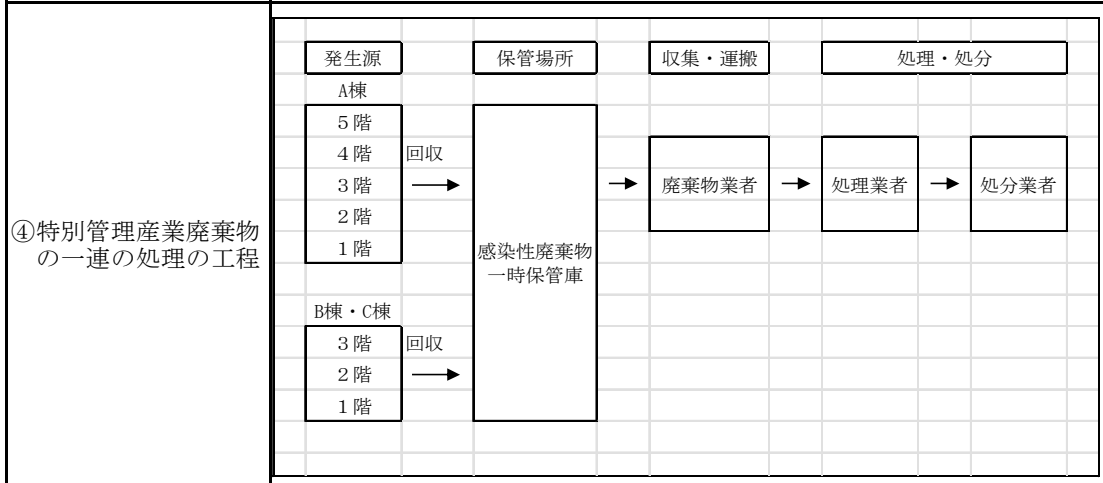 ④特別管理産業廃棄物
の一連の処理の工程
発生源
保管場所
収集・運搬
処理・処分
A棟
５階
４階
３階
２階
１階
回収
B棟・C棟
３階
２階
１階
回収
感染性廃棄物
一時保管庫
廃棄物業者
処理業者
処分業者